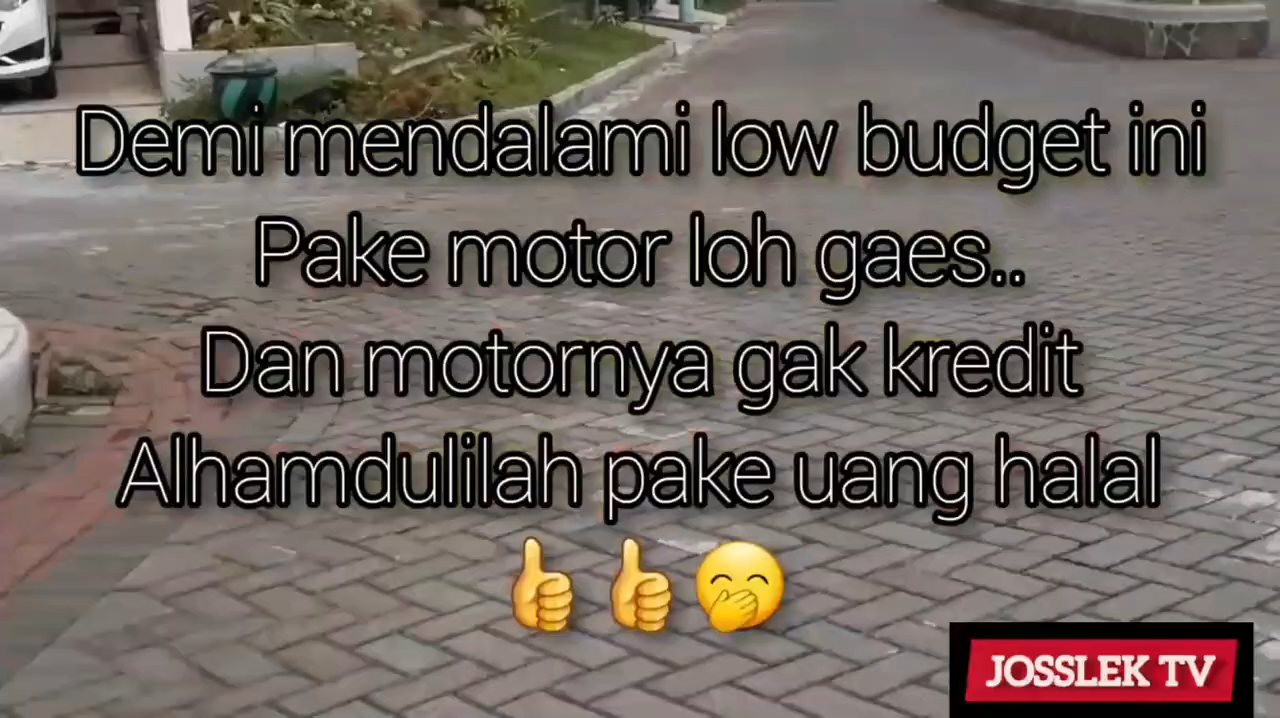 Demi mendalami low budget ini
Pake motor loh gaes..
Dan motornya gak kredit
Alhamdulilah pake uang halal
👍👍🤭
JOSSLEK TV